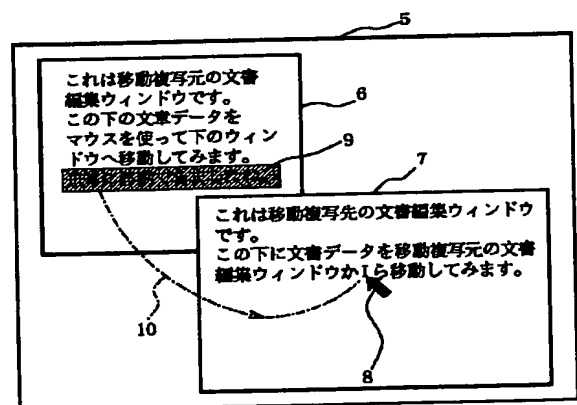 5
これは移動複写元の文書
編集ウィンドウです。
この下の文章データを
マウスを使って下のウィン
ドウへ移動してみます。
6
9
7
これは移動複写先の文書編集ウィンドウ
です。
この下に文書データを移動複写元の文書
編集ウィンドウかIら移動してみます。
10
8